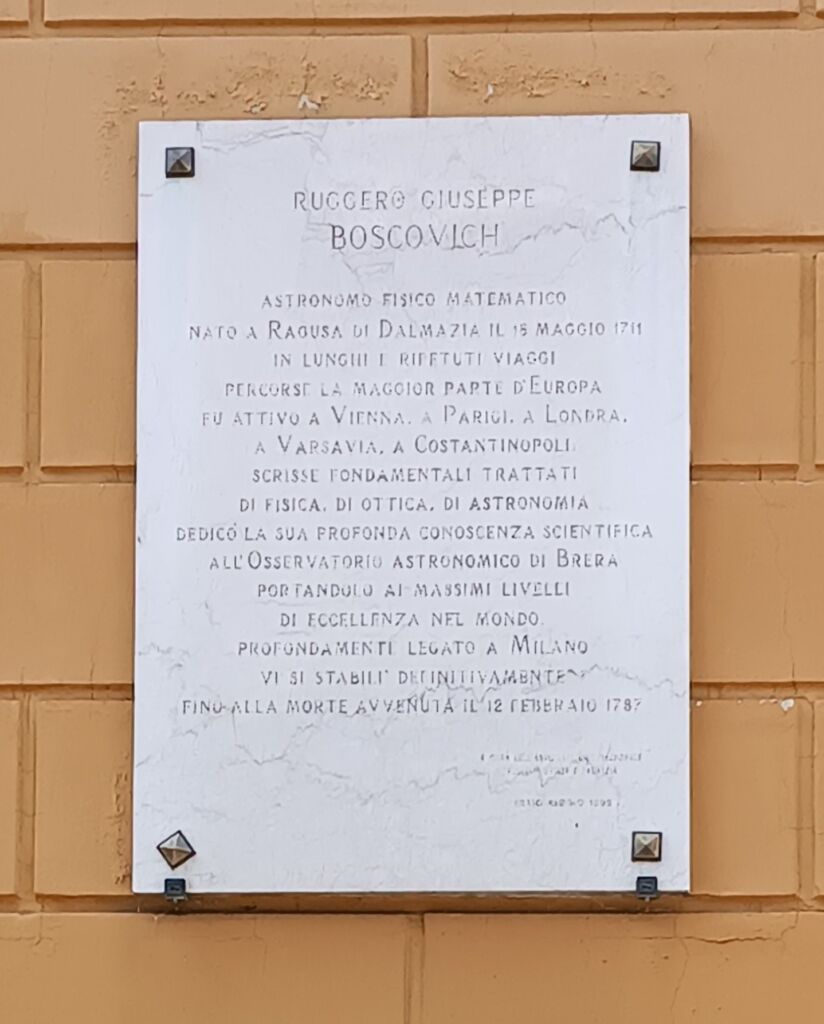 RUGGERO GIUSEPPE
BOSCOVICH
ASTRONOMO FISICO MATEMATICO
NATO A RAGUSA DI DALMAZIA IL 18 MAGGIO 1711
IN LUNGHI E RIPETUTI VIAGGI
PERCORSE LA MAGGIOR PARTE D'EUROPA
FU ATTIVO A VIENNA, A PARIGI, A LONDRA,
A VARSAVIA, A COSTANTINOPOLI.
SCRISSE FONDAMENTALI TRATTATI
DI FISICA, DI OTTICA, DI ASTRONOMIA
DEDICÒ LA SUA PROFONDA CONOSCENZA SCIENTIFICA
ALL'OSSERVATORIO ASTRONOMICO DI BRERA
PORTANDOLO AI MASSIMI LIVELLI
DI ECCELLENZA NEL MONDO.
PROFONDAMENTE LEGATO A MILANO
VI SI STABILI' DEFINITIVAMENTE
FINO ALLA MORTE AVVENUTA IL 12 FEBBRAIO 1787